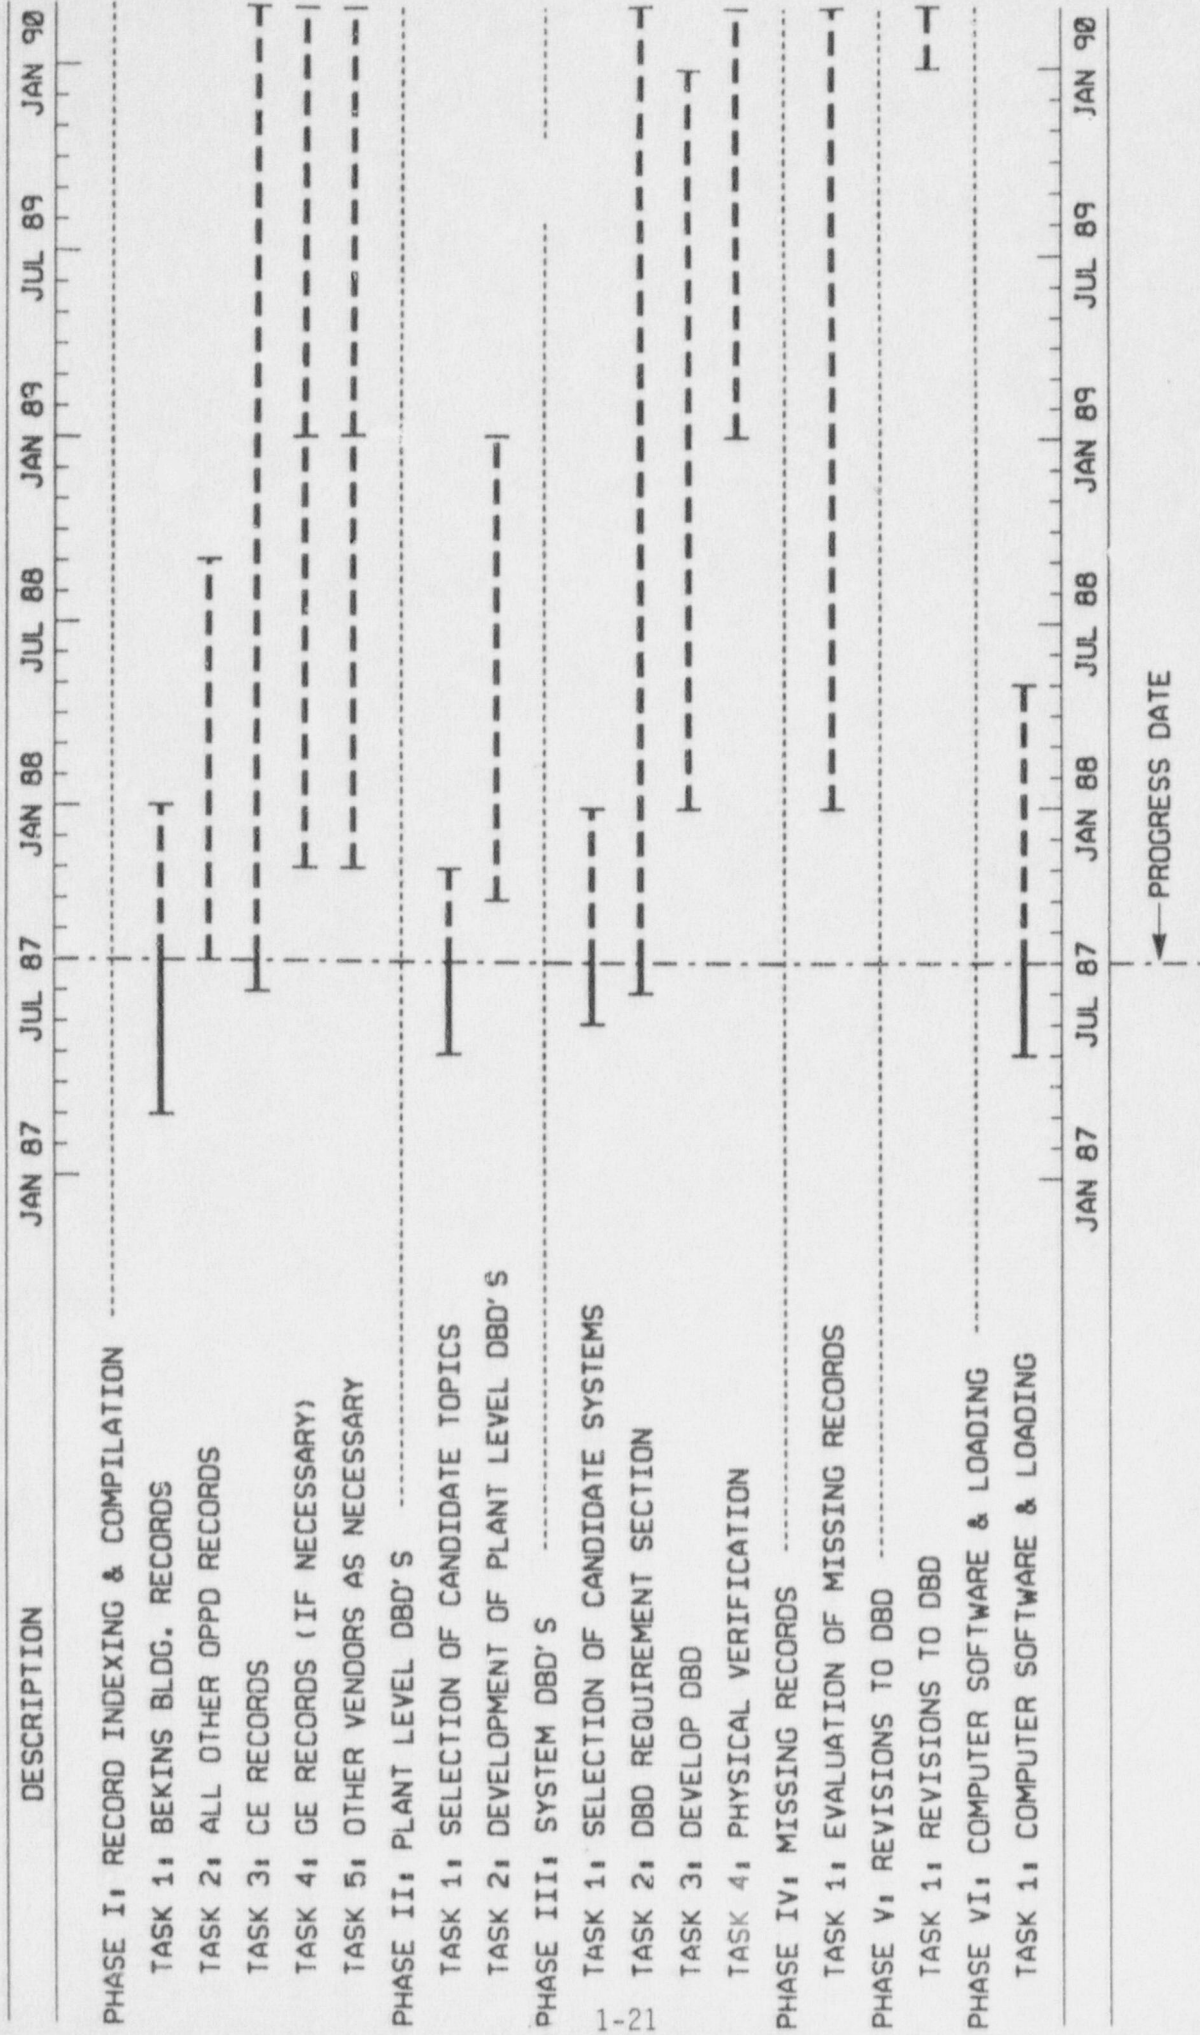 DESCRIPTION JAN 87 JUL 87 JAN 88 JUL 88 JAN 89 JUL 89 JAN 90
PHASE I: RECORD INDEXING & COMPILATION
TASK 1: BEKINS BLDG. RECORDS
TASK 2: ALL OTHER OPPD RECORDS
TASK 3: CE RECORDS
TASK 4: GE RECORDS (IF NECESSARY)
TASK 5: OTHER VENDORS AS NECESSARY
PHASE II: PLANT LEVEL DBD'S
TASK 1: SELECTION OF CANDIDATE TOPICS
TASK 2: DEVELOPMENT OF PLANT LEVEL DBD'S
PHASE III: SYSTEM DBD'S
TASK 1: SELECTION OF CANDIDATE SYSTEMS
TASK 2: DBD REQUIREMENT SECTION
TASK 3: DEVELOP DBD
TASK 4: PHYSICAL VERIFICATION
PHASE IV: MISSING RECORDS
TASK 1: EVALUATION OF MISSING RECORDS
PHASE V: REVISIONS TO DBD
TASK 1: REVISIONS TO DBD
PHASE VI: COMPUTER SOFTWARE & LOADING
TASK 1: COMPUTER SOFTWARE & LOADING
JAN 87 JUL 87 JAN 88 JUL 88 JAN 89 JUL 89 JAN 90
PROGRESS DATE
1-21